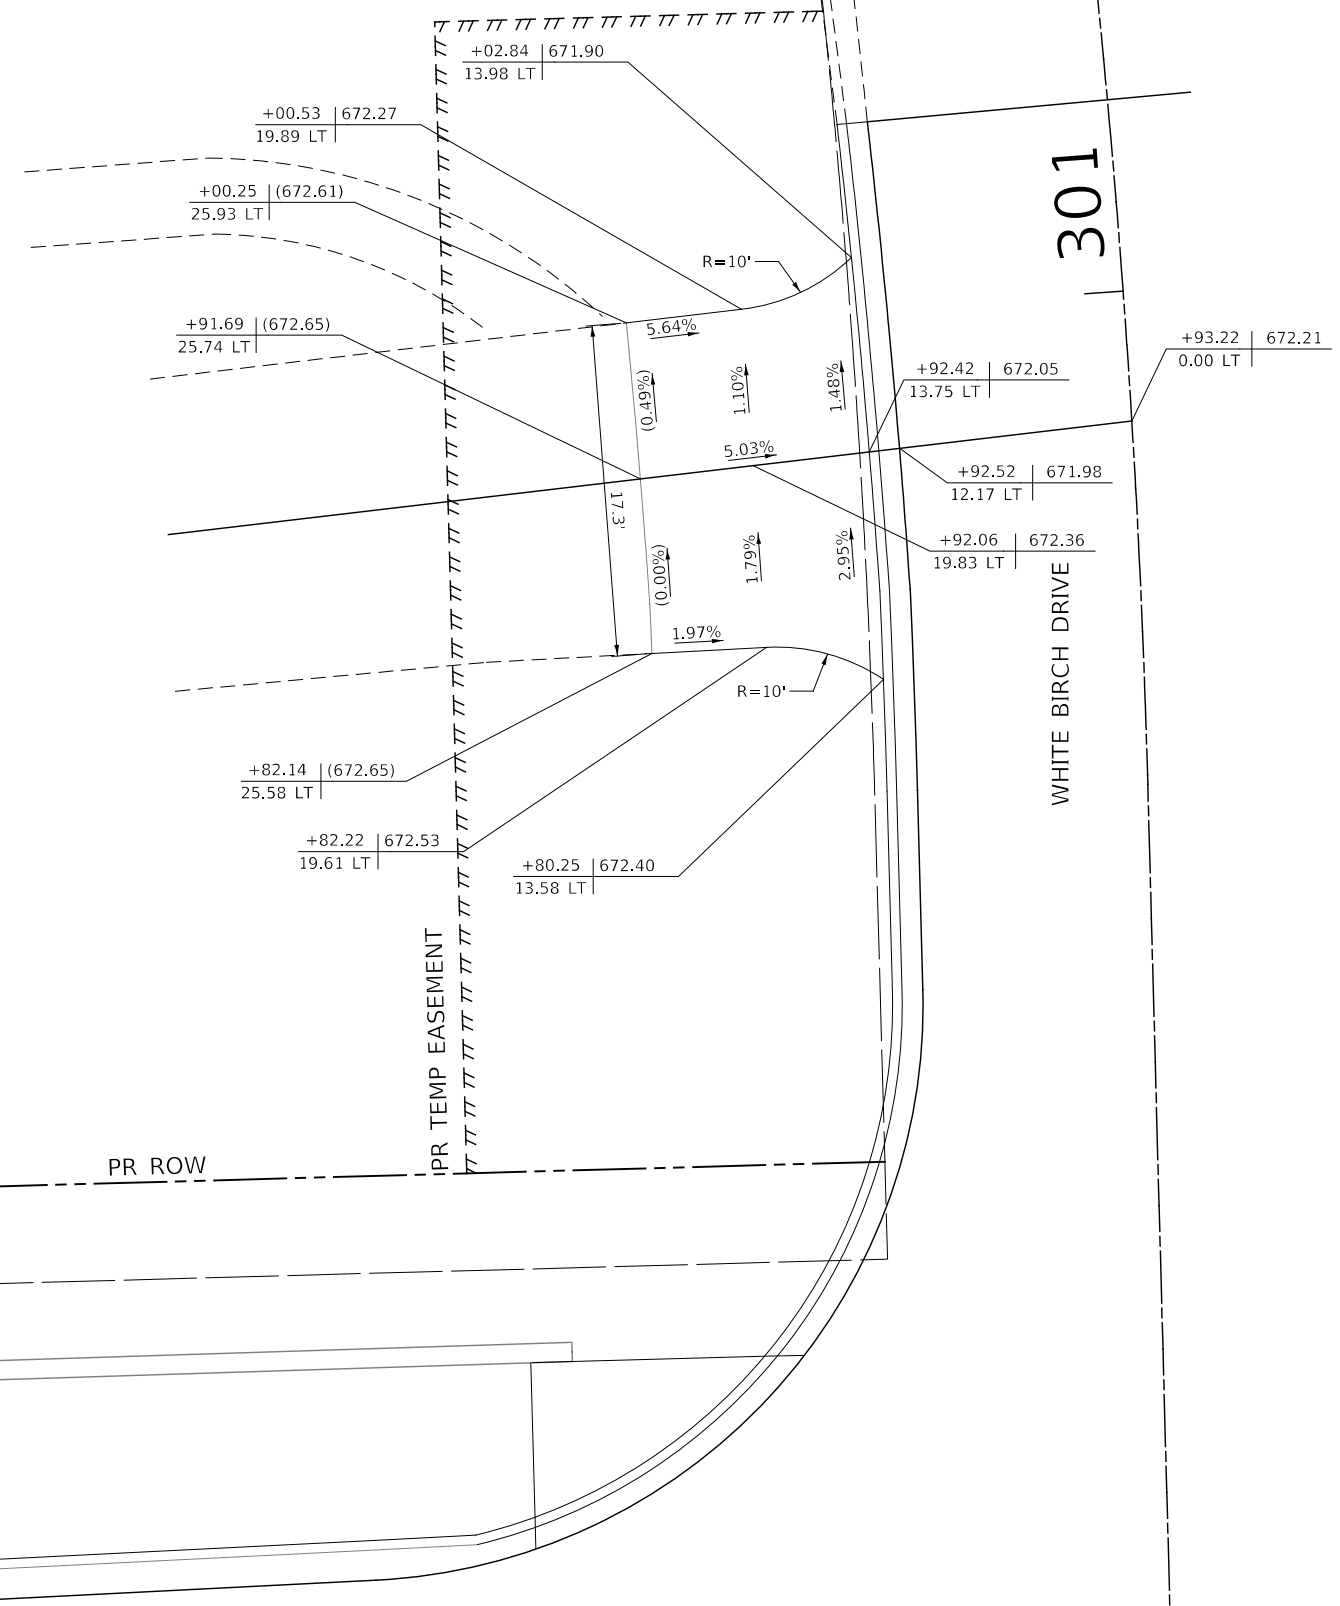 +02.84 671.90
13.98 LT
+00.53 672.27
19.89 LT
+00.25 (672.61)
25.93 LT
R=10'
301
+91.69 (672.65)
25.74 LT
5.64%
+93.22 672.21
0.00 LT
(0.49%)
1.10%
1.48%
+92.42 672.05
13.75 LT
5.03%
+92.52 671.98
12.17 LT
17.3'
+92.06 672.36
19.83 LT
(0.00%)
1.79%
2.95%
WHITE BIRCH DRIVE
1.97%
R=10'
+82.14 (672.65)
25.58 LT
+82.22 672.53
19.61 LT
+80.25 672.40
13.58 LT
PR TEMP EASEMENT
PR ROW